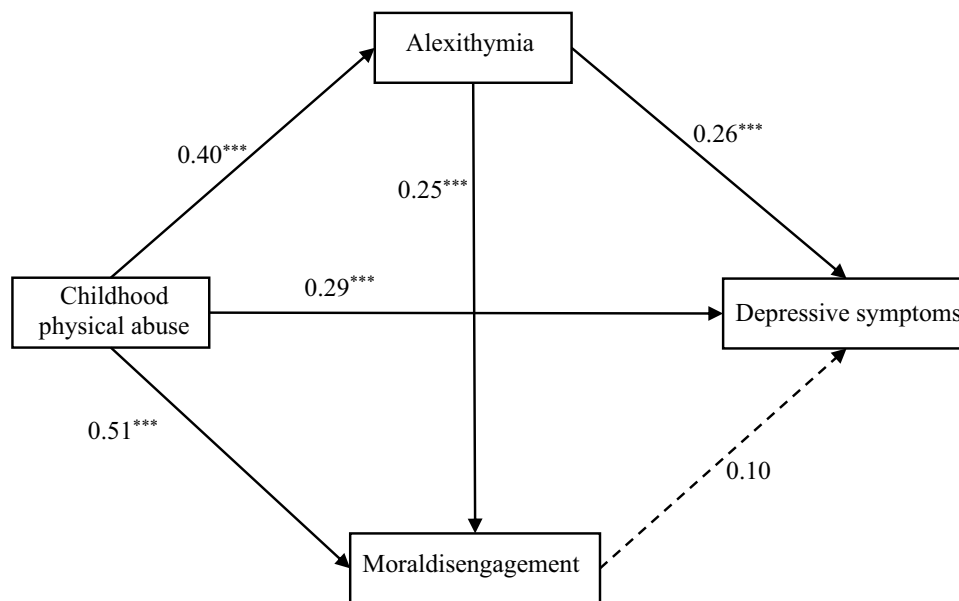 Alexithymia
0.40***
0.26***
0.25***
Childhood
physical abuse
0.29***
Depressive symptoms
0.51***
0.10
Moraldisengagement